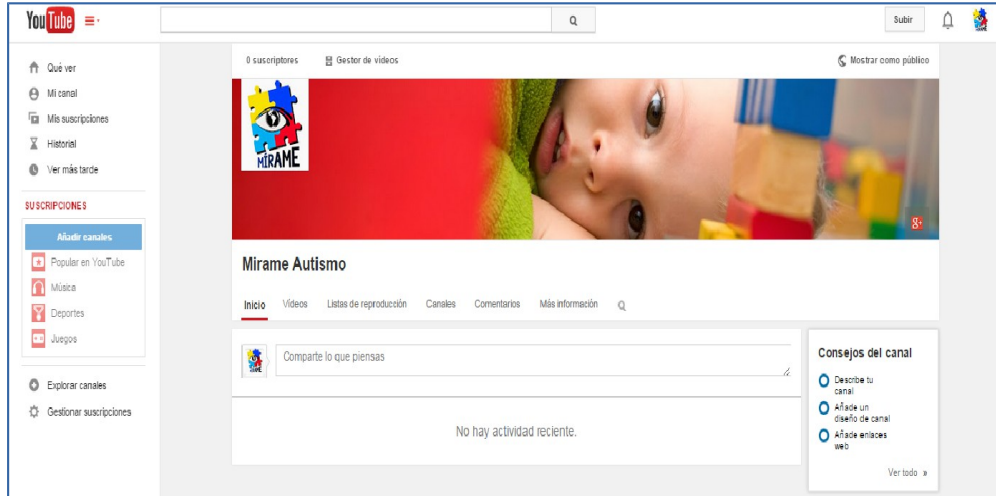 YouTube
Subir
Qué ver
Mi canal
Mis suscripciones
Historial
Ver más tarde
SUSCRIPCIONES
Añadir canales
Popular en YouTube
Música
Deportes
Juegos
Explorar canales
Gestionar suscripciones
0 suscriptores
Gestor de vídeos
Mostrar como público
MÍRAME
g+
Mirame Autismo
Inicio
Vídeos
Listas de reproducción
Canales
Comentarios
Más información
Comparte lo que piensas
No hay actividad reciente.
Consejos del canal
Describe tu
canal
Añade un
diseño de canal
Añade enlaces
web
Ver todo »